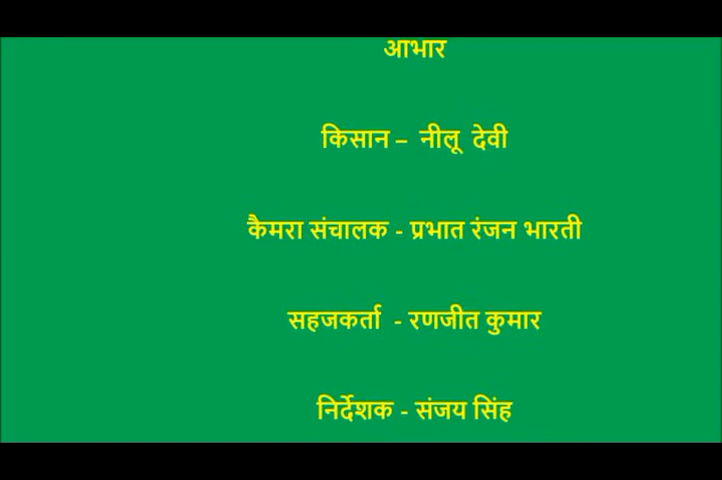 आभार
किसान – नीलू देवी
कैमरा संचालक - प्रभात रंजन भारती
सहजकर्ता - रणजीत कुमार
निर्देशक - संजय सिंह